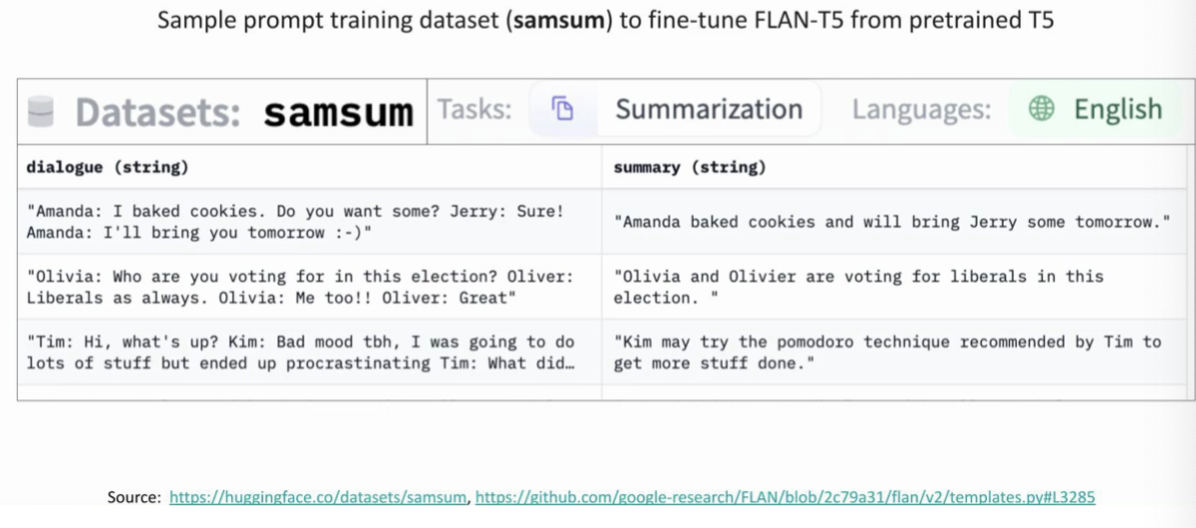 Sample prompt training dataset (samsum) to fine-tune FLAN-T5 from pretrained T5
Datasets: samsum Tasks: Summarization Languages: English
dialogue (string) summary (string)
"Amanda: I baked cookies. Do you want some? Jerry: Sure!
Amanda: I'll bring you tomorrow :-)"
"Amanda baked cookies and will bring Jerry some tomorrow."
"Olivia: Who are you voting for in this election? Oliver:
Liberals as always. Olivia: Me too!! Oliver: Great"
"Olivia and Olivier are voting for liberals in this
election. "
"Tim: Hi, what's up? Kim: Bad mood tbh, I was going to do
lots of stuff but ended up procrastinating Tim: What did…
"Kim may try the pomodoro technique recommended by Tim to
get more stuff done."
Source: https://huggingface.co/datasets/samsum, https://github.com/google-research/FLAN/blob/2c79a31/flan/v2/templates.py#L3285